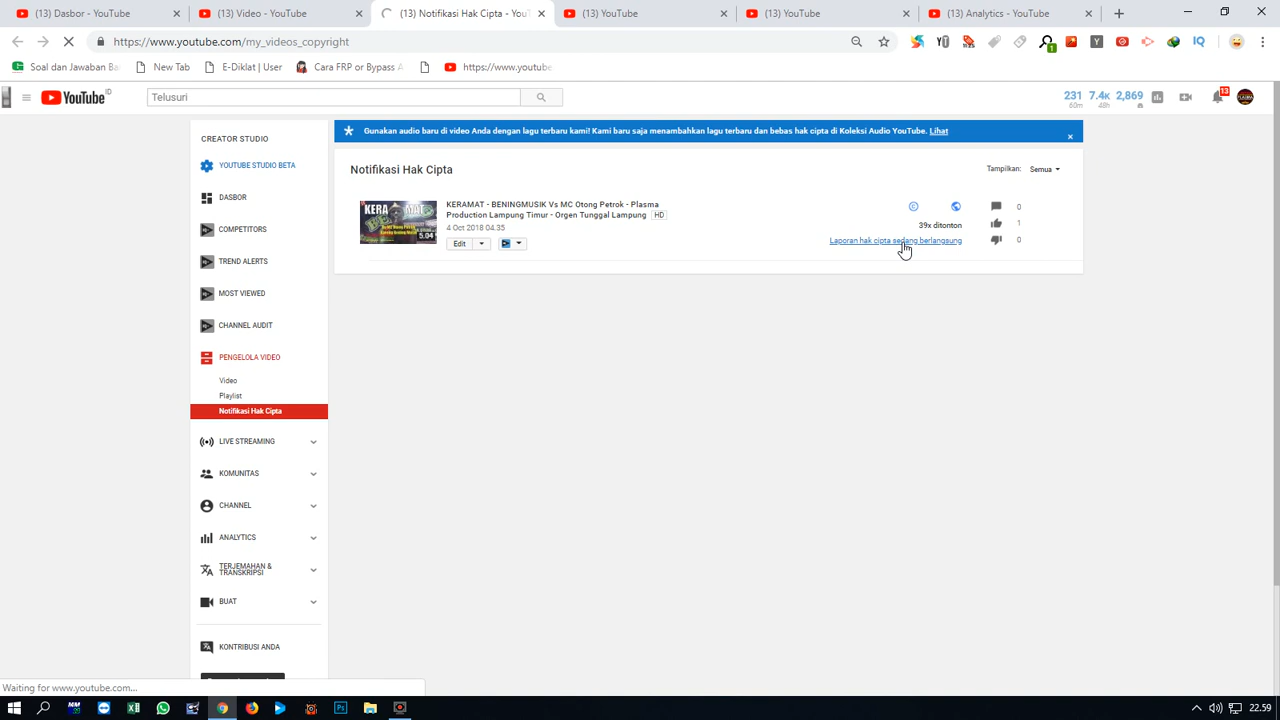 (13) Dasbor - YouTube
(13) Video - YouTube
(13) Notifikasi Hak Cipta - You
(13) YouTube
(13) YouTube
(13) Analytics - YouTube
https://www.youtube.com/my_videos_copyright
Soal dan Jawaban Ba
New Tab
E-Diklat | User
Cara FRP or Bypass A
https://www.youtube
YouTube ID
Telusuri
231 7.4K 2,869
60m 48h
13
CREATOR STUDIO
YOUTUBE STUDIO BETA
DASBOR
COMPETITORS
TREND ALERTS
MOST VIEWED
CHANNEL AUDIT
PENGELOLA VIDEO
Video
Playlist
Notifikasi Hak Cipta
LIVE STREAMING
KOMUNITAS
CHANNEL
ANALYTICS
TERJEMAHAN &
TRANSKRIPSI
BUAT
KONTRIBUSI ANDA
Gunakan audio baru di video Anda dengan lagu terbaru kami! Kami baru saja menambahkan lagu terbaru dan bebas hak cipta di Koleksi Audio YouTube. Lihat
Notifikasi Hak Cipta
Tampilkan: Semua
5.04
KERAMAT - BENINGMUSIK Vs MC Otong Petrok - Plasma
Production Lampung Timur - Orgen Tunggal Lampung HD
4 Oct 2018 04.35
Edit
39x ditonton
Laporan hak cipta sedang berlangsung
0
1
0
Waiting for www.youtube.com...
22.59